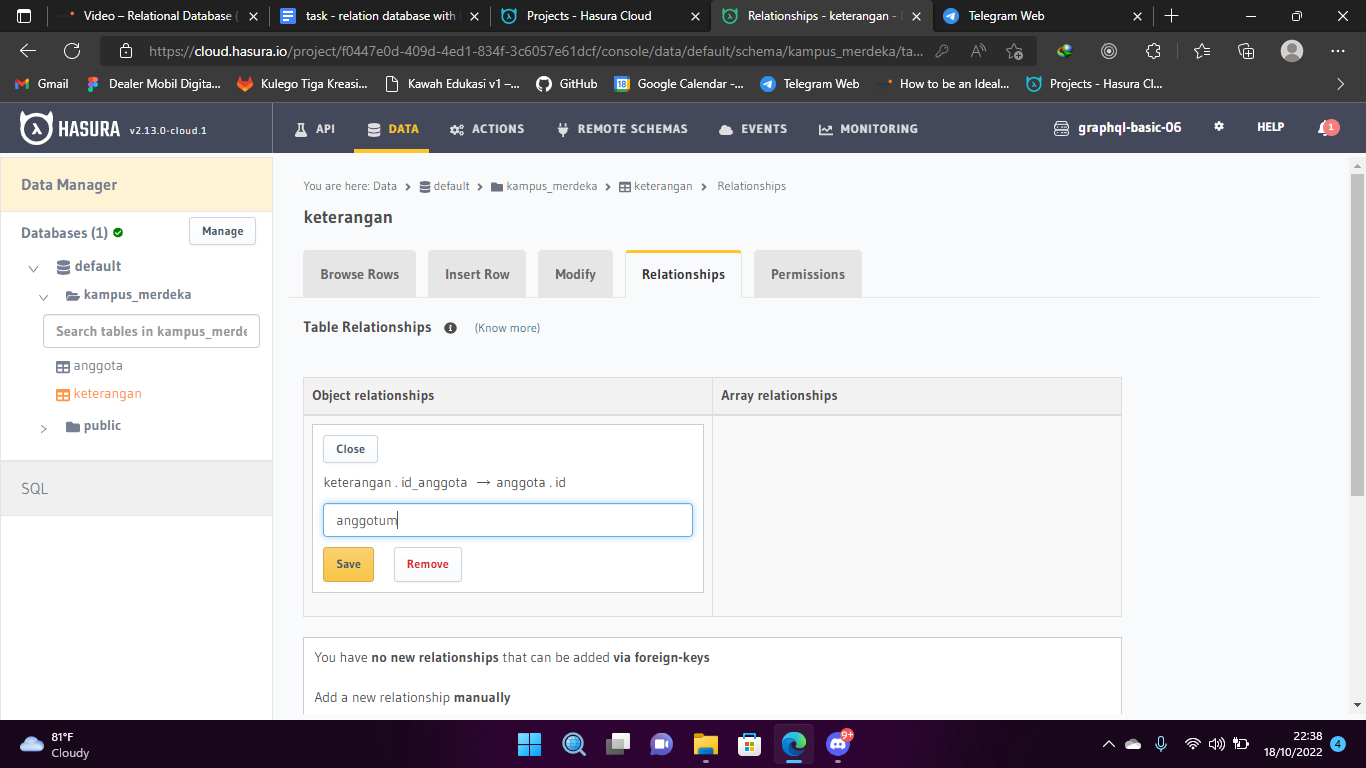 Video – Relational Database (
task - relation database with
Projects - Hasura Cloud
Relationships - keterangan -
Telegram Web
https://cloud.hasura.io/project/f0447e0d-409d-4ed1-834f-3c6057e61dcf/console/data/default/schema/kampus_merdeka/ta...
Gmail
Dealer Mobil Digita...
Kulego Tiga Kreasi...
Kawah Edukasi v1 –...
GitHub
18
Google Calendar -...
Telegram Web
How to be an Ideal...
Projects - Hasura Cl...
HASURA v2.13.0-cloud.1
API
DATA
ACTIONS
REMOTE SCHEMAS
EVENTS
MONITORING
graphql-basic-06
HELP
1
Data Manager
Databases (1)
Manage
default
kampus_merdeka
Search tables in kampus_merde
anggota
keterangan
public
SQL
You are here: Data > default > kampus_merdeka > keterangan > Relationships
keterangan
Browse Rows
Insert Row
Modify
Relationships
Permissions
Table Relationships (Know more)
Object relationships
Array relationships
Close
keterangan . id_anggota → anggota . id
anggotum
Save
Remove
You have no new relationships that can be added via foreign-keys
Add a new relationship manually
81°F
Cloudy
9+
22:38
18/10/2022
4